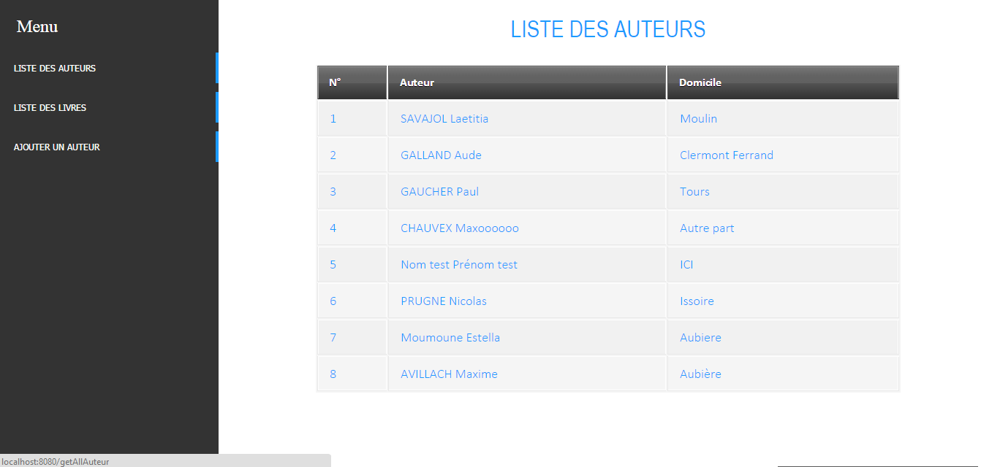 Menu
LISTE DES AUTEURS
LISTE DES LIVRES
AJOUTER UN AUTEUR
LISTE DES AUTEURS
N° Auteur Domicile
1 SAVAJOL Laetitia Moulin
2 GALLAND Aude Clermont Ferrand
3 GAUCHER Paul Tours
4 CHAUVEX Maxoooooo Autre part
5 Nom test Prénom test ICI
6 PRUGNE Nicolas Issoire
7 Moumoune Estella Aubiere
8 AVILLACH Maxime Aubière
localhost:8080/getAllAuteur